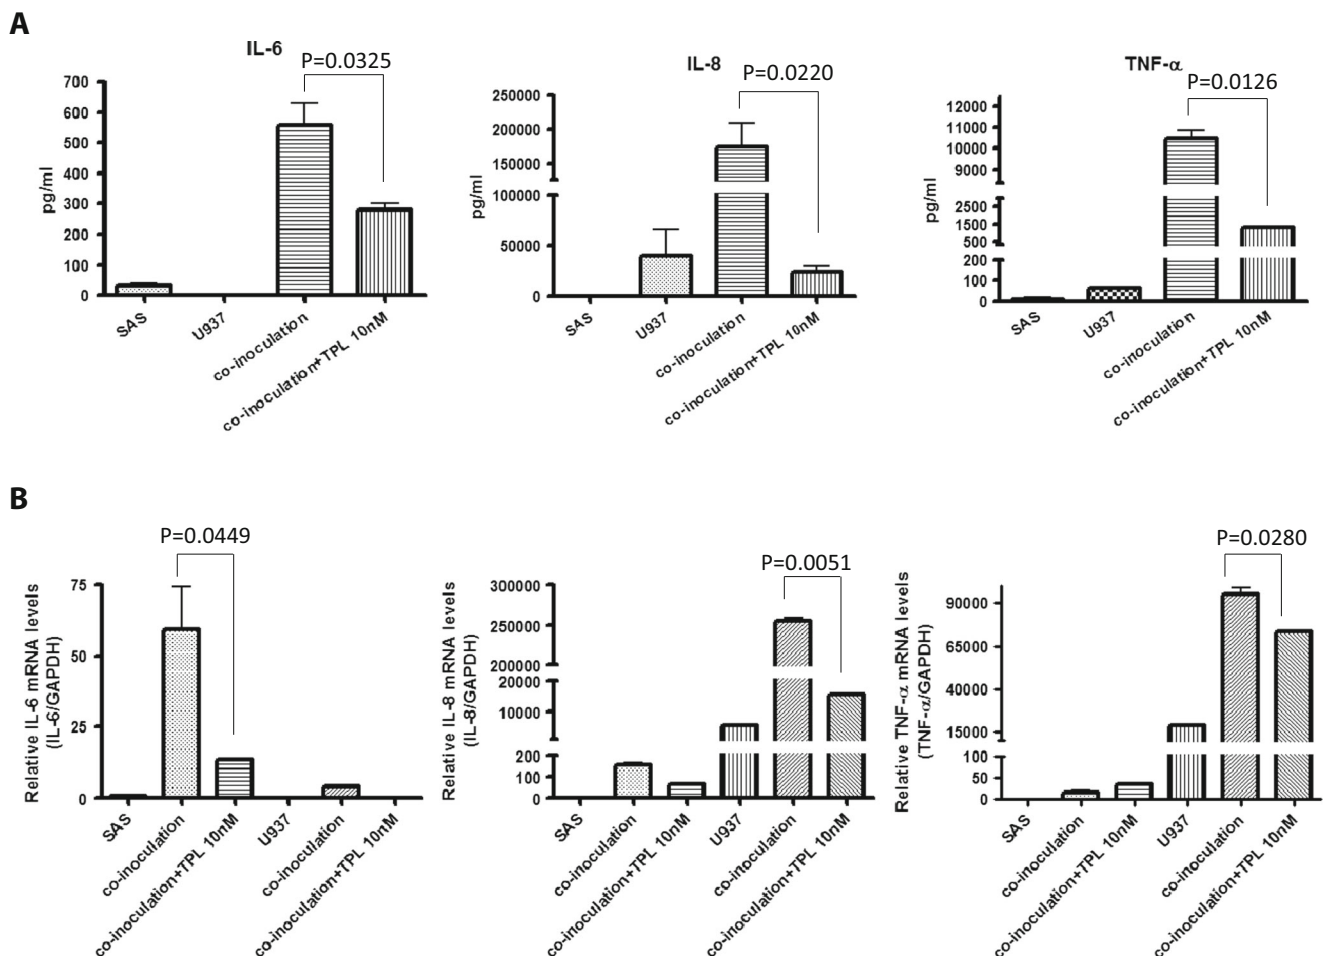 A
IL-6
P=0.0325
pg/ml
700
600
500
400
300
200
100
0
SAS
U937
co-inoculation
co-inoculation+TPL 10nM
IL-8
P=0.0220
pg/ml
250000
200000
150000
100000
50000
0
SAS
U937
co-inoculation
co-inoculation+TPL 10nM
TNF-α
P=0.0126
pg/ml
12000
11000
10000
9000
2500
1500
500
200
100
0
SAS
U937
co-inoculation
co-inoculation+TPL 10nM
B
P=0.0449
Relative IL-6 mRNA levels
(IL-6/GAPDH)
75
50
25
0
SAS
co-inoculation
co-inoculation+TPL 10nM
U937
co-inoculation
co-inoculation+TPL 10nM
P=0.0051
Relative IL-8 mRNA levels
(IL-8/GAPDH)
300000
250000
200000
20000
10000
200
100
0
SAS
co-inoculation
co-inoculation+TPL 10nM
U937
co-inoculation
co-inoculation+TPL 10nM
P=0.0280
Relative TNF-α mRNA levels
(TNF-α/GAPDH)
90000
65000
40000
15000
100
50
0
SAS
co-inoculation
co-inoculation+TPL 10nM
U937
co-inoculation
co-inoculation+TPL 10nM